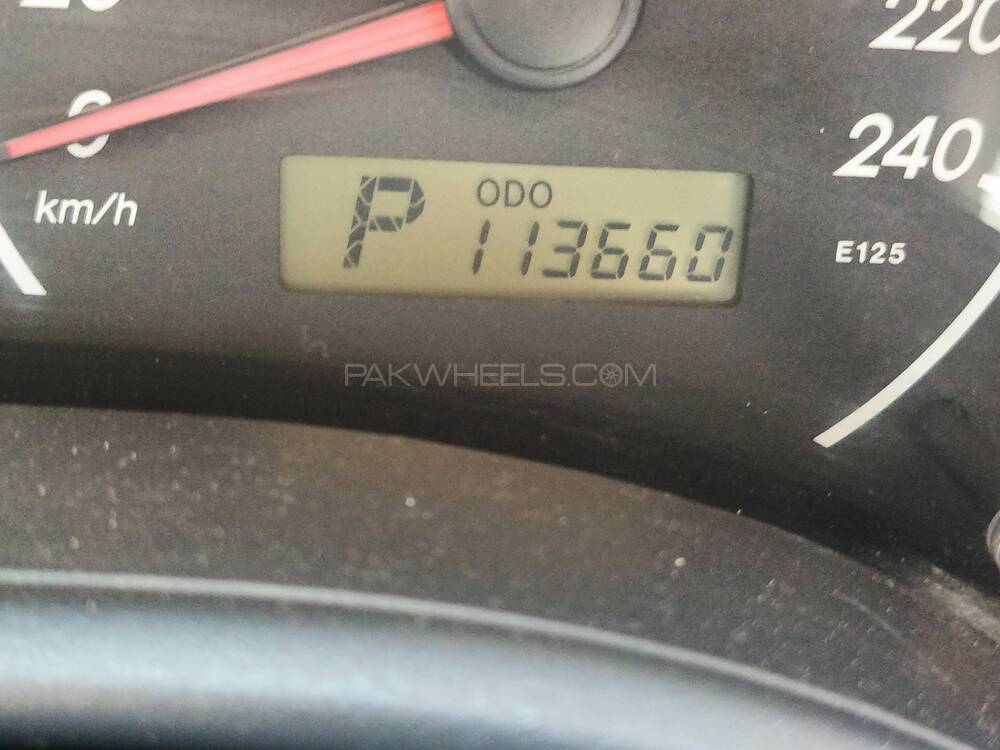 220
240
0
km/h
P
ODO
113660
E125
PAKWHEELS.COM